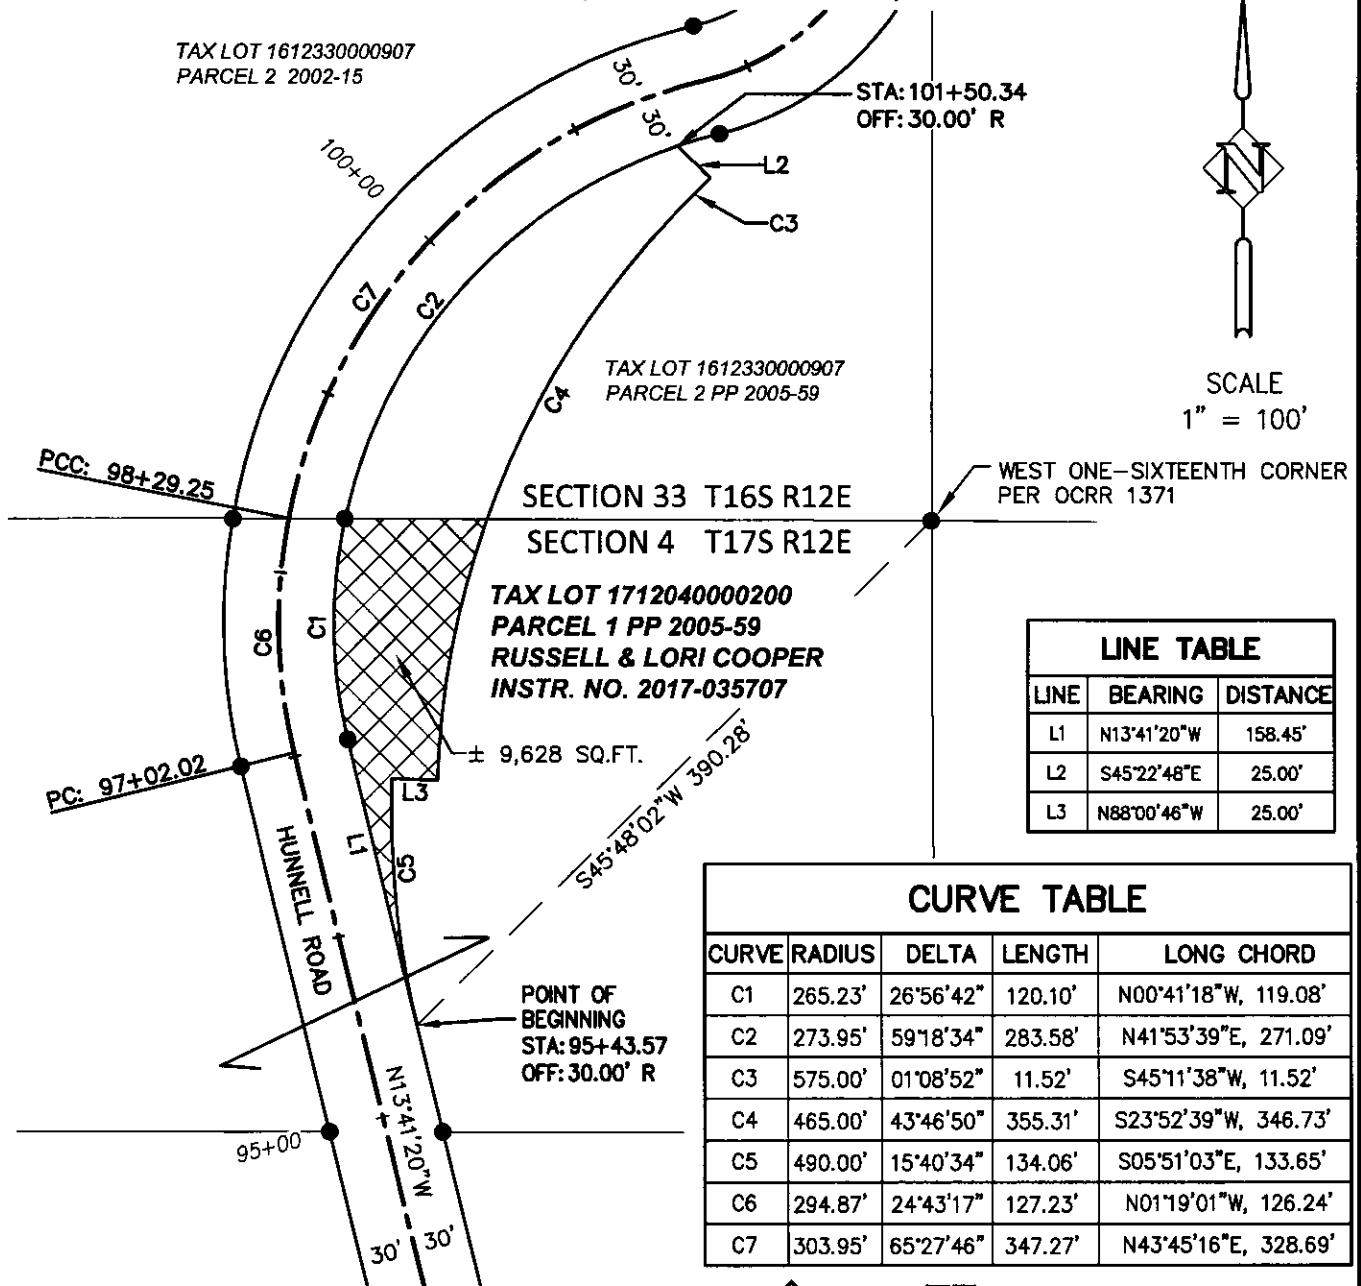 TAX LOT 1612330000907
PARCEL 2 2002-15
30'
30'
STA: 101+50.34
OFF: 30.00' R
L2
C3
100+00
C7
C2
N
SCALE
1" = 100'
TAX LOT 1612330000907
PARCEL 2 PP 2005-59
C4
PCC: 98+29.25
WEST ONE-SIXTEENTH CORNER
PER OCRR 1371
SECTION 33 T16S R12E
SECTION 4 T17S R12E
TAX LOT 1712040000200
PARCEL 1 PP 2005-59
RUSSELL & LORI COOPER
INSTR. NO. 2017-035707
C1
C6
± 9,628 SQ.FT.
PC: 97+02.02
L3
L1
C5
S45°48'02"W 390.28'
HUNNELL ROAD
POINT OF
BEGINNING
STA: 95+43.57
OFF: 30.00' R
N13°41'20"W
95+00
30' 30'
LINE TABLE
LINE BEARING DISTANCE
L1 N13°41'20"W 158.45'
L2 S45°22'48"E 25.00'
L3 N88°00'46"W 25.00'
CURVE TABLE
CURVE RADIUS DELTA LENGTH LONG CHORD
C1 265.23' 26°56'42" 120.10' N00°41'18"W, 119.08'
C2 273.95' 59°18'34" 283.58' N41°53'39"E, 271.09'
C3 575.00' 01°08'52" 11.52' S45°11'38"W, 11.52'
C4 465.00' 43°46'50" 355.31' S23°52'39"W, 346.73'
C5 490.00' 15°40'34" 134.06' S05°51'03"E, 133.65'
C6 294.87' 24°43'17" 127.23' N01°19'01"W, 126.24'
C7 303.95' 65°27'46" 347.27' N43°45'16"E, 328.69'